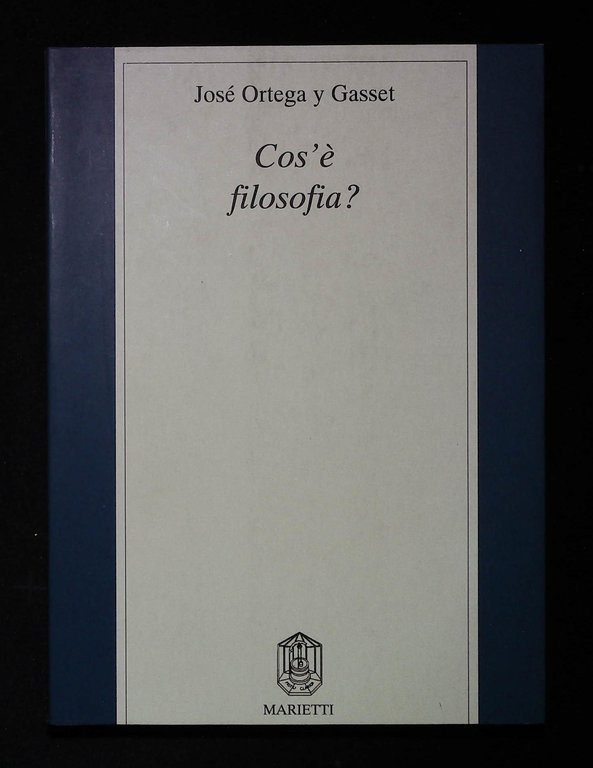 José Ortega y Gasset
Cos'è
filosofia?
MARIETTI